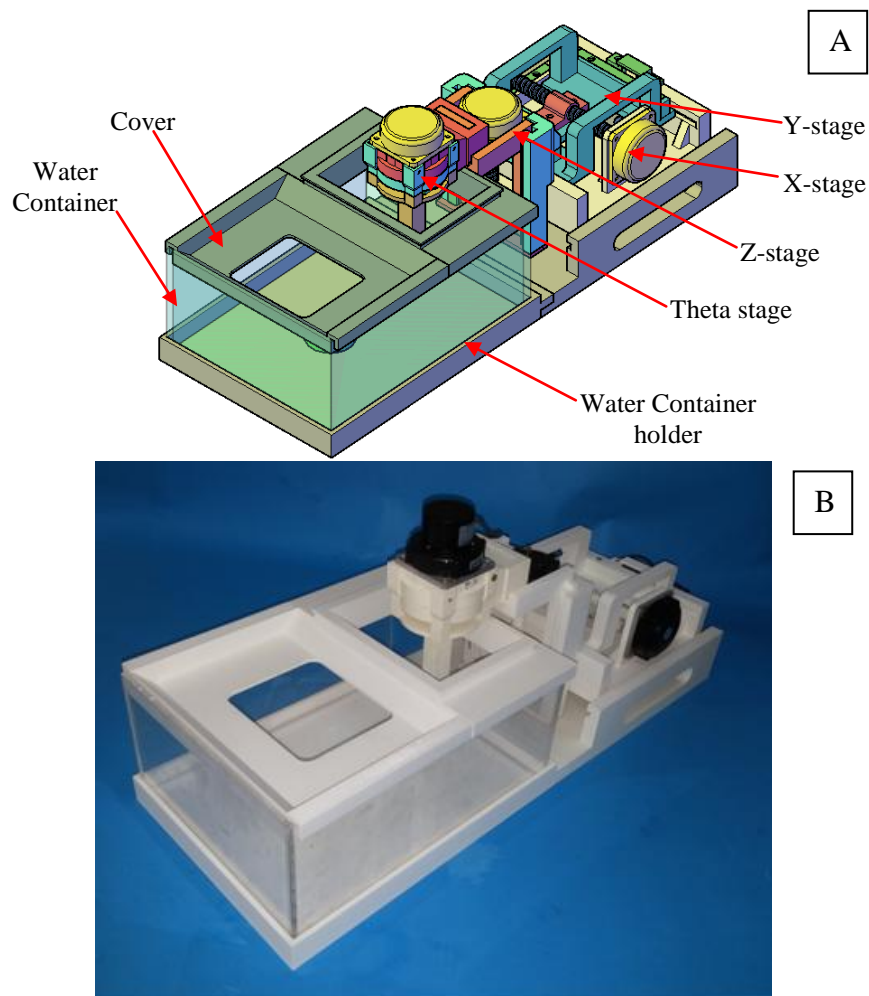 A
Cover
Water
Container
Y-stage
X-stage
Z-stage
Theta stage
Water Container
holder
B